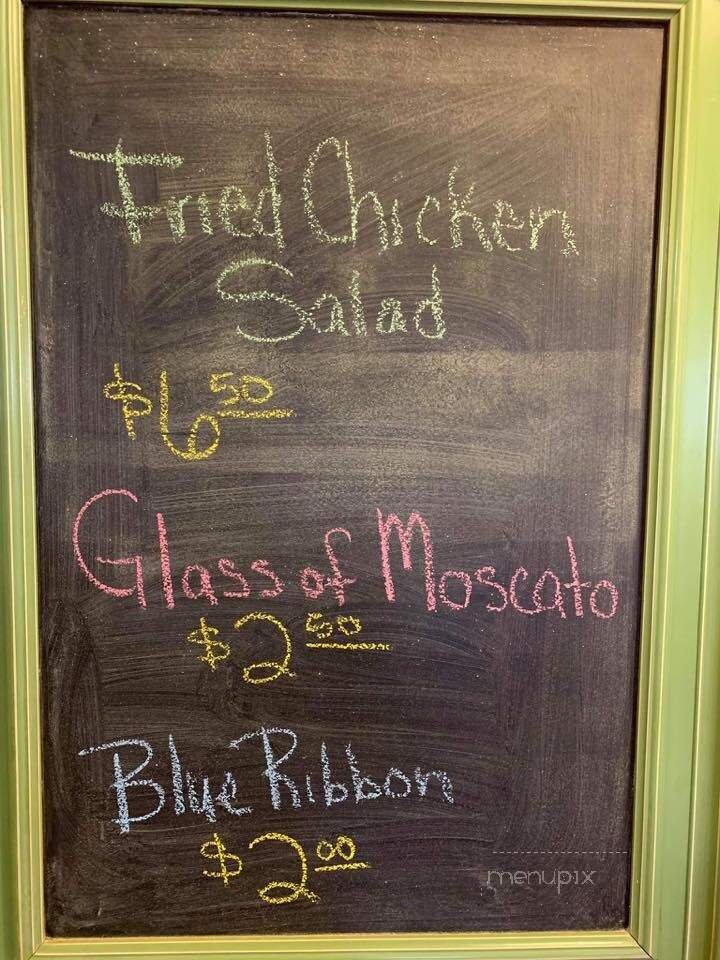 Fried Chicken
Salad
$6 50
Glass of Moscato
$2 50
Blue Ribbon
$2 00
menupix